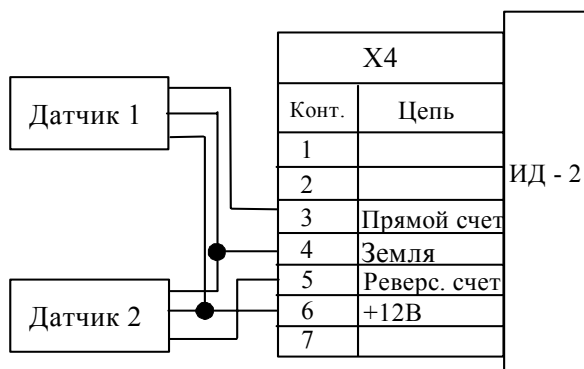 X4
Датчик 1
Конт. Цепь
1
2
ИД - 2
3 Прямой счет
4 Земля
5 Реверс. счет
Датчик 2
6 +12В
7